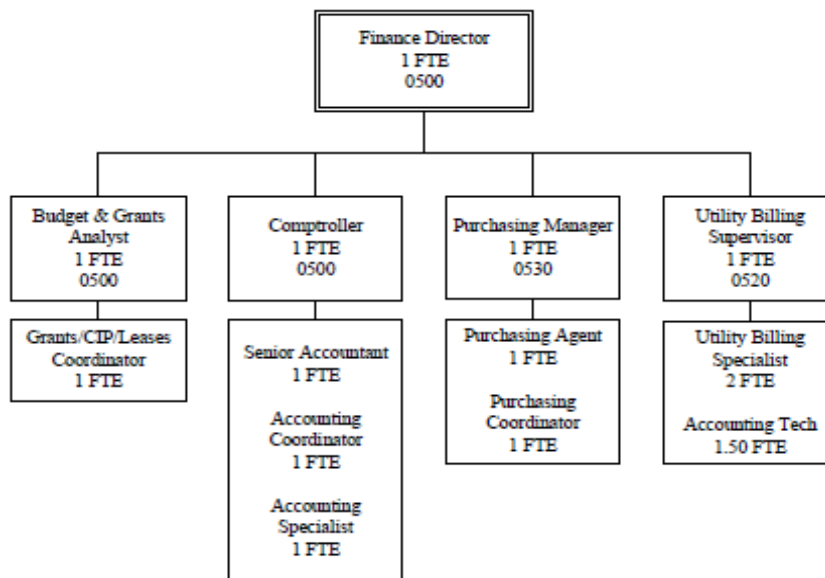 Finance Director
1 FTE
0500
Budget & Grants
Analyst
1 FTE
0500
Comptroller
1 FTE
0500
Purchasing Manager
1 FTE
0530
Utility Billing
Supervisor
1 FTE
0520
Grants/CIP/Leases
Coordinator
1 FTE
Senior Accountant
1 FTE
Accounting
Coordinator
1 FTE
Accounting
Specialist
1 FTE
Purchasing Agent
1 FTE
Purchasing
Coordinator
1 FTE
Utility Billing
Specialist
2 FTE
Accounting Tech
1.50 FTE